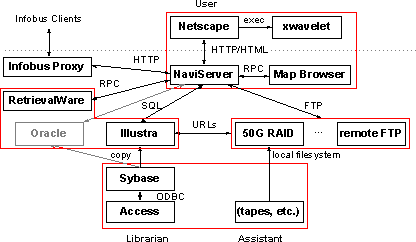 User
Infobus Clients
Netscape
exec
xwavelet
HTTP/HTML
Infobus Proxy
HTTP
NaviServer
RPC
Map Browser
RPC
RetrievalWare
SQL
FTP
Oracle
Illustra
URLs
50G RAID
...
remote FTP
copy
local filesystem
Sybase
ODBC
Access
(tapes, etc.)
Librarian
Assistant